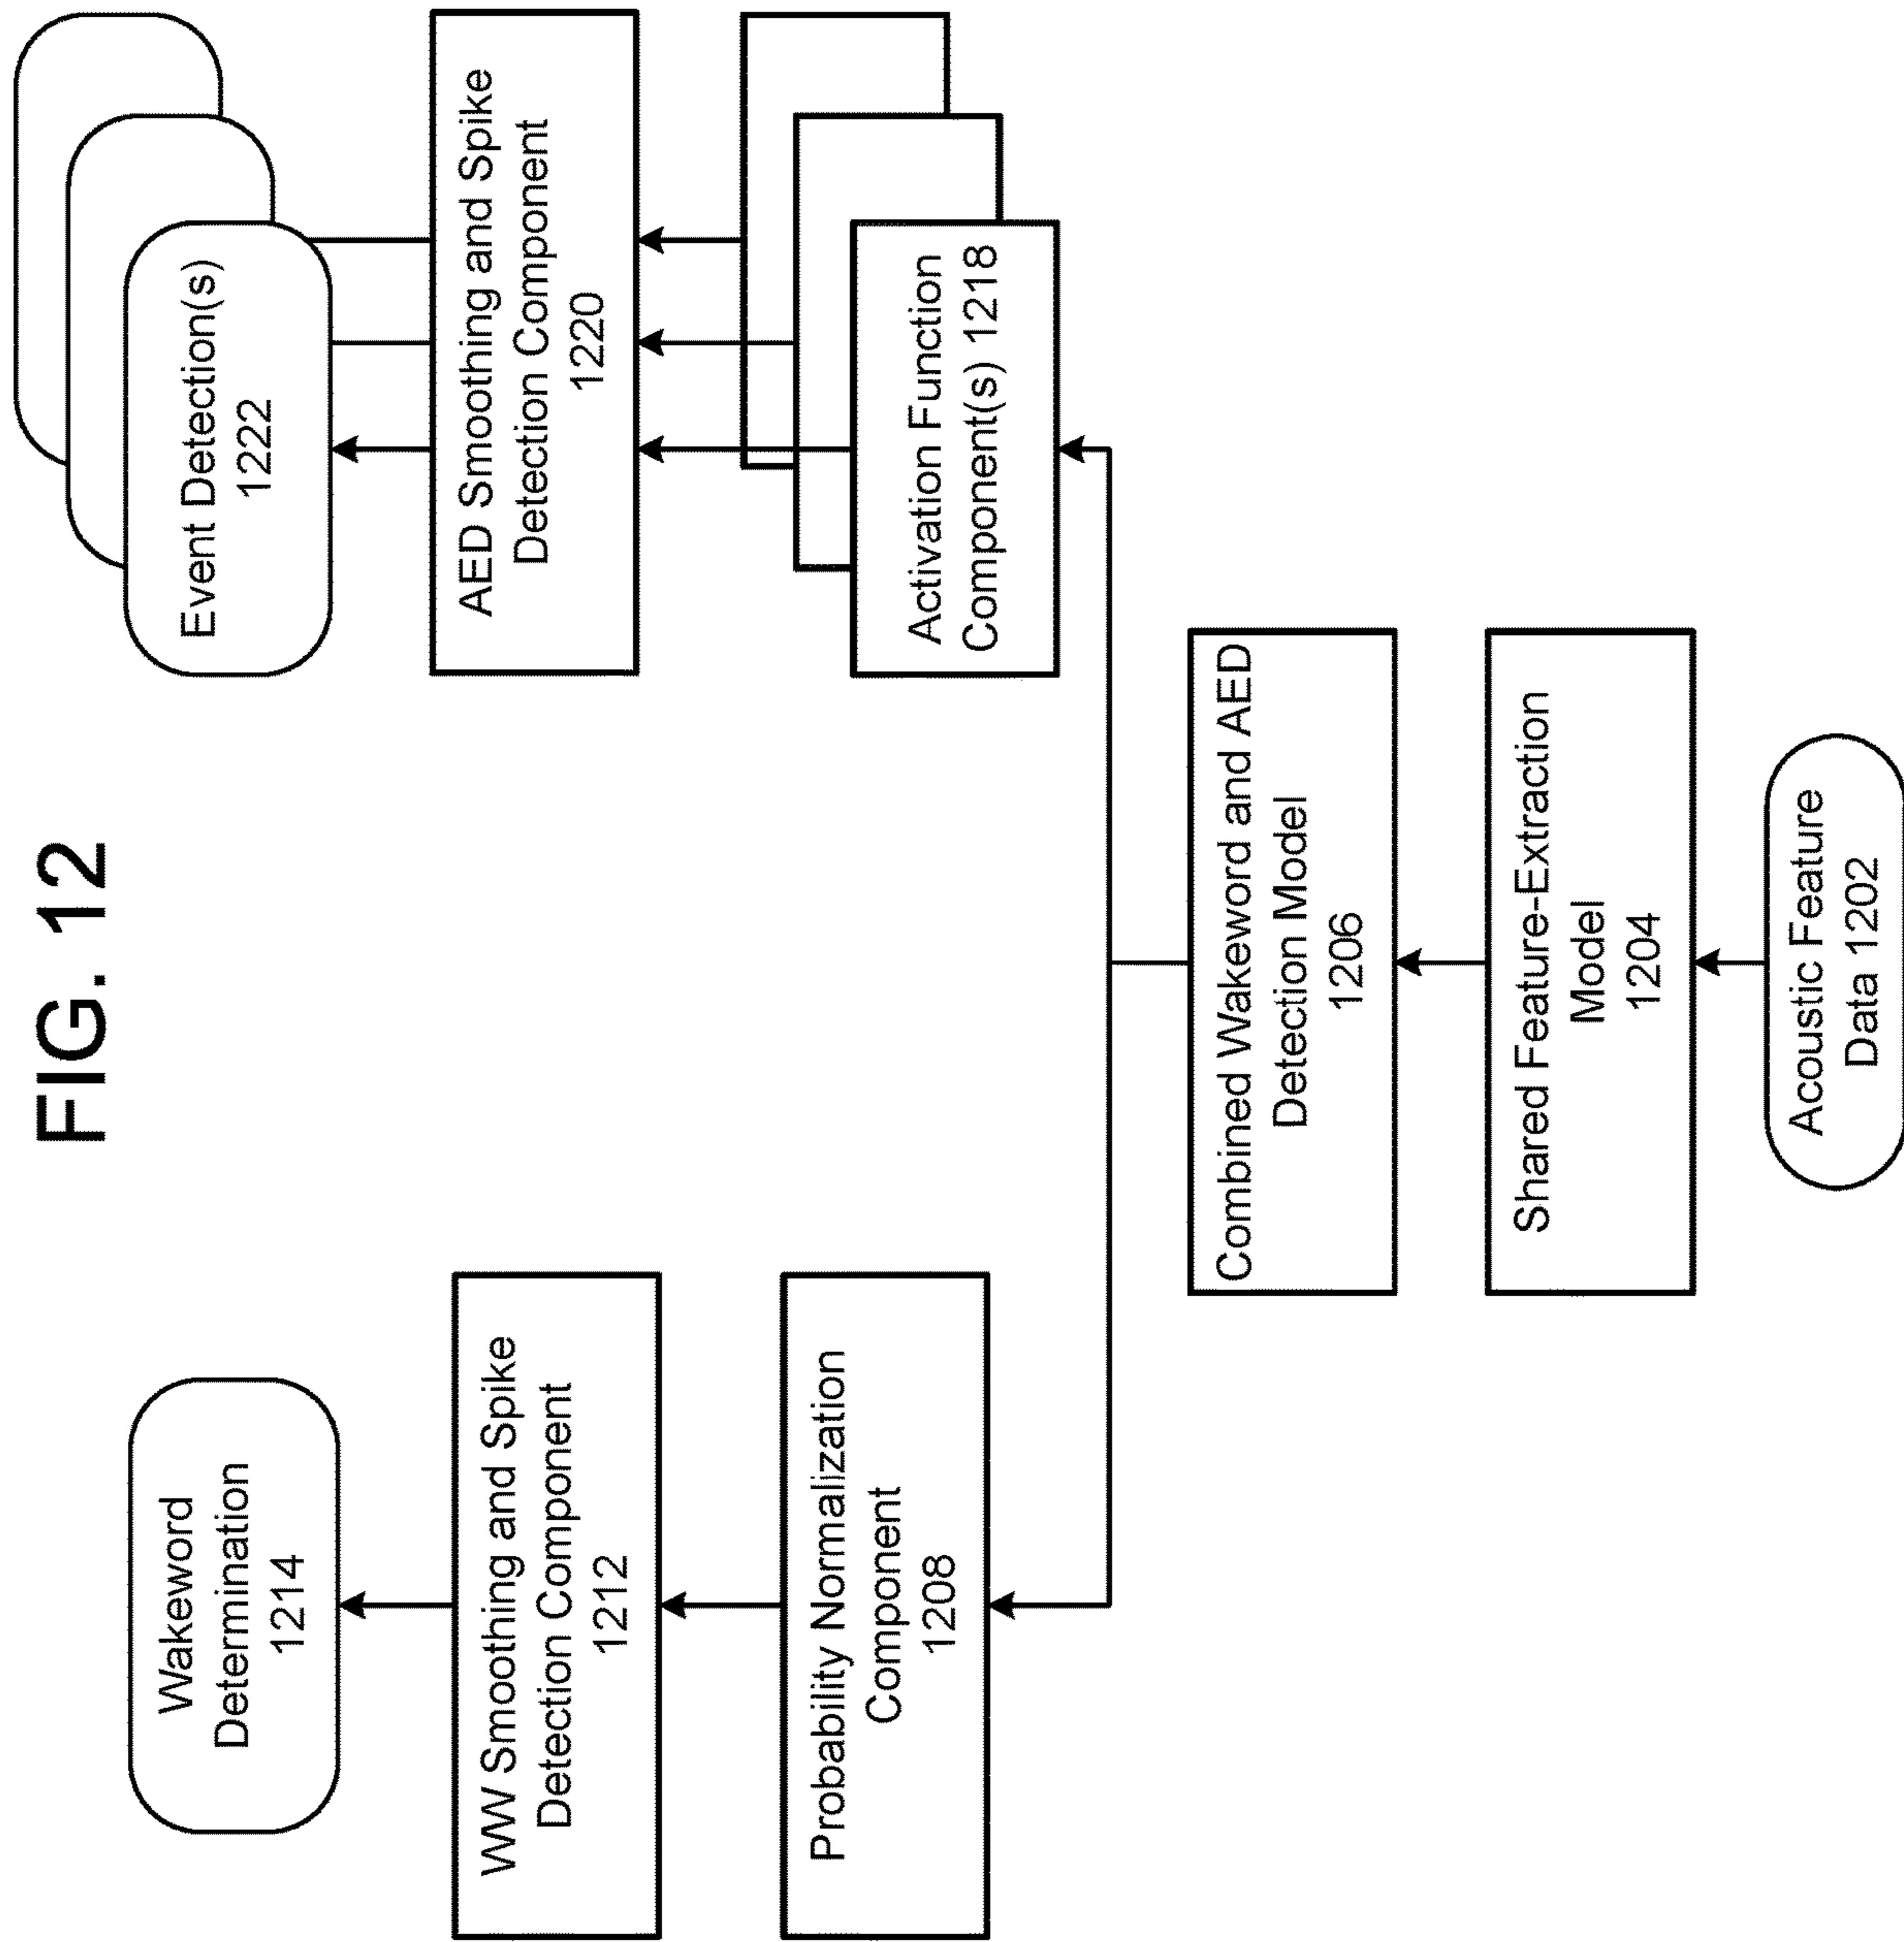 FIG. 12
Wakeword
Determination
1214
WW Smoothing and Spike
Detection Component
1212
Probability Normalization
Component
1208
Event Detection(s)
1222
AED Smoothing and Spike
Detection Component
1220
Activation Function
Component(s) 1218
Combined Wakeword and AED
Detection Model
1206
Shared Feature-Extraction
Model
1204
Acoustic Feature
Data 1202